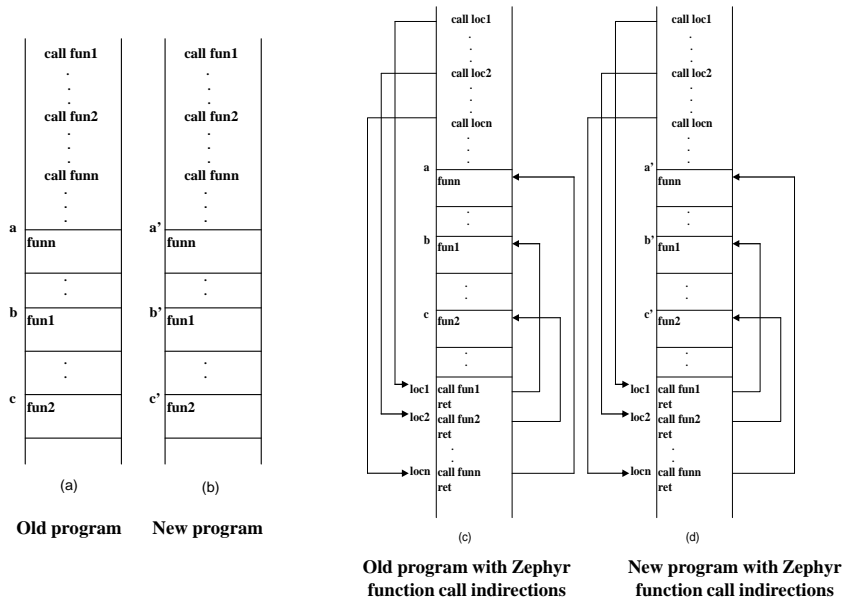 call fun1
.
.
.
call fun2
.
.
.
.
call funn
.
.
.
.
a
funn
.
.
b
fun1
.
.
c
fun2
(a)
Old program
call fun1
.
.
.
call fun2
.
.
.
.
call funn
.
.
.
.
a’
funn
.
.
b’
fun1
.
.
c’
fun2
(b)
New program
call loc1
.
.
.
call loc2
.
.
.
.
call locn
.
.
.
.
a
funn
.
.
b
fun1
.
.
.
c
fun2
.
.
loc1 call fun1
ret
loc2 call fun2
ret
.
.
locn call funn
ret
(c)
Old program with Zephyr
function call indirections
call loc1
.
.
.
call loc2
.
.
.
.
call locn
.
.
.
.
a’
funn
.
.
b’
fun1
.
.
.
c’
fun2
.
.
loc1 call fun1
ret
loc2 call fun2
ret
.
.
locn call funn
ret
(d)
New program with Zephyr
function call indirections